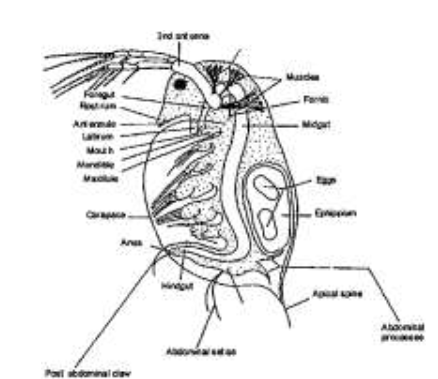 2nd antenna
Muscles
Foregut
Rostrum
Fornix
Antennule
Midgut
Labrum
Mouth
Mandible
Maxillule
Eggs
Carapace
Ephippium
Anus
Hindgut
Apical spine
Abdominal
processes
Abdominal setae
Post abdominal claw